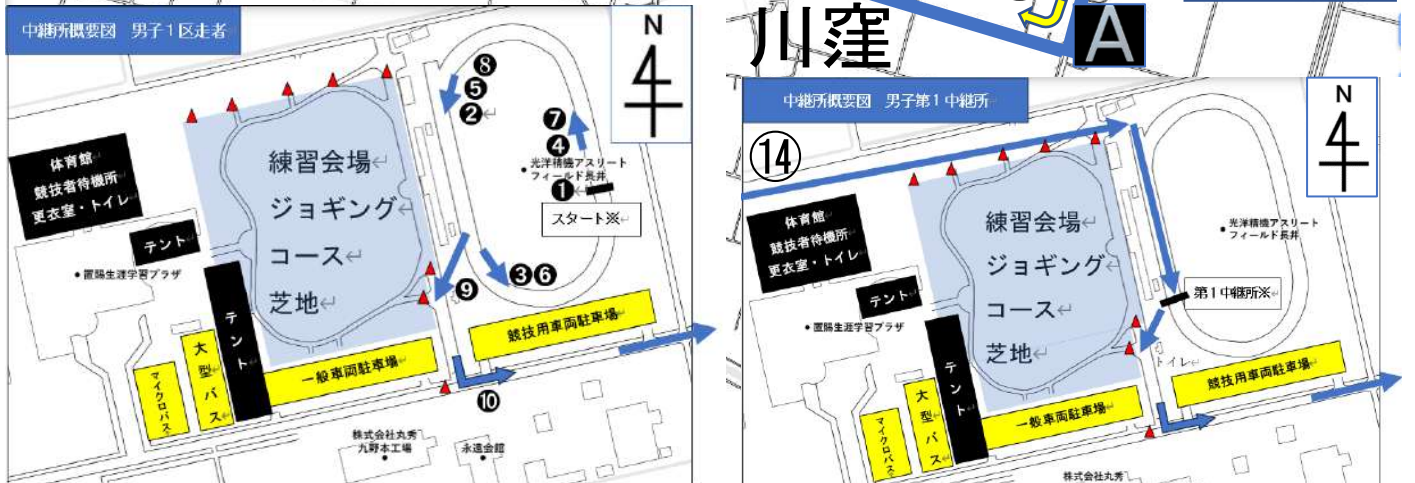 中継所概要図 男子1区走者
N
❽
❺
❷
❼
❹
光洋精機アスリート
フィールド長井
❶
スタート※
体育館
競技者待機所
更衣室・トイレ
練習会場
ジョギング
コース
芝地
テント
置賜生涯学習プラザ
テント
❸❻
❾
競技用車両駐車場
大型バス
マイクロバス
一般車両駐車場
❿
株式会社丸秀
九野本工場
永遠会館
川窪
A
中継所概要図 男子第1中継所
N
⑭
体育館
競技者待機所
更衣室・トイレ
練習会場
ジョギング
コース
芝地
光洋精機アスリート
フィールド長井
テント
第1中継所※
置賜生涯学習プラザ
テント
トイレ
競技用車両駐車場
大型バス
マイクロバス
一般車両駐車場
株式会社丸秀